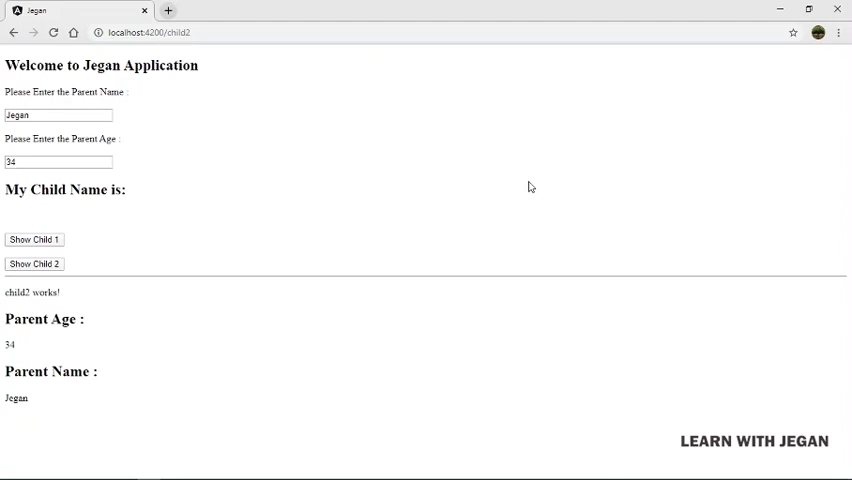 Jegan
localhost:4200/child2
Welcome to Jegan Application
Please Enter the Parent Name :
Jegan
Please Enter the Parent Age :
34
My Child Name is:
Show Child 1
Show Child 2
child2 works!
Parent Age :
34
Parent Name :
Jegan
LEARN WITH JEGAN